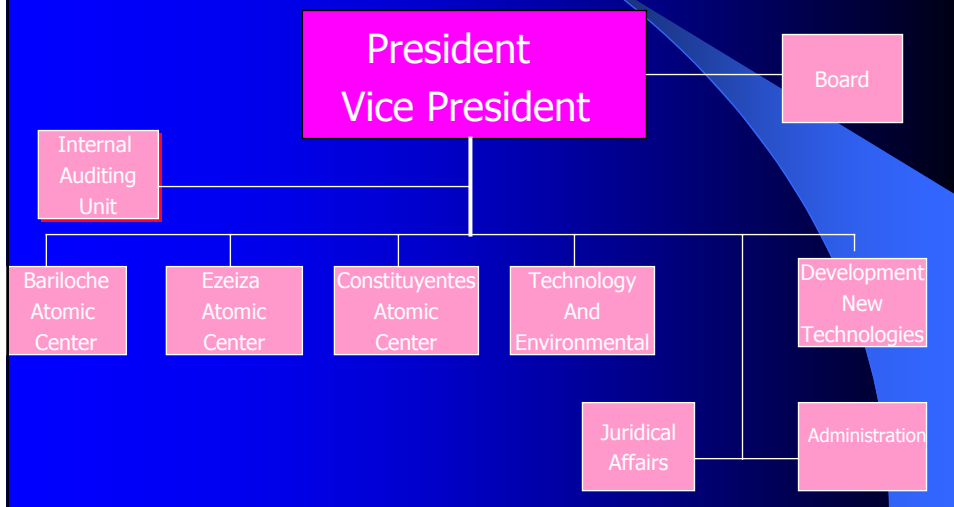 President
Vice President
Board
Internal
Auditing
Unit
Bariloche
Atomic
Center
Ezeiza
Atomic
Center
Constituyentes
Atomic
Center
Technology
And
Environmental
Development
New
Technologies
Juridical
Affairs
Administration